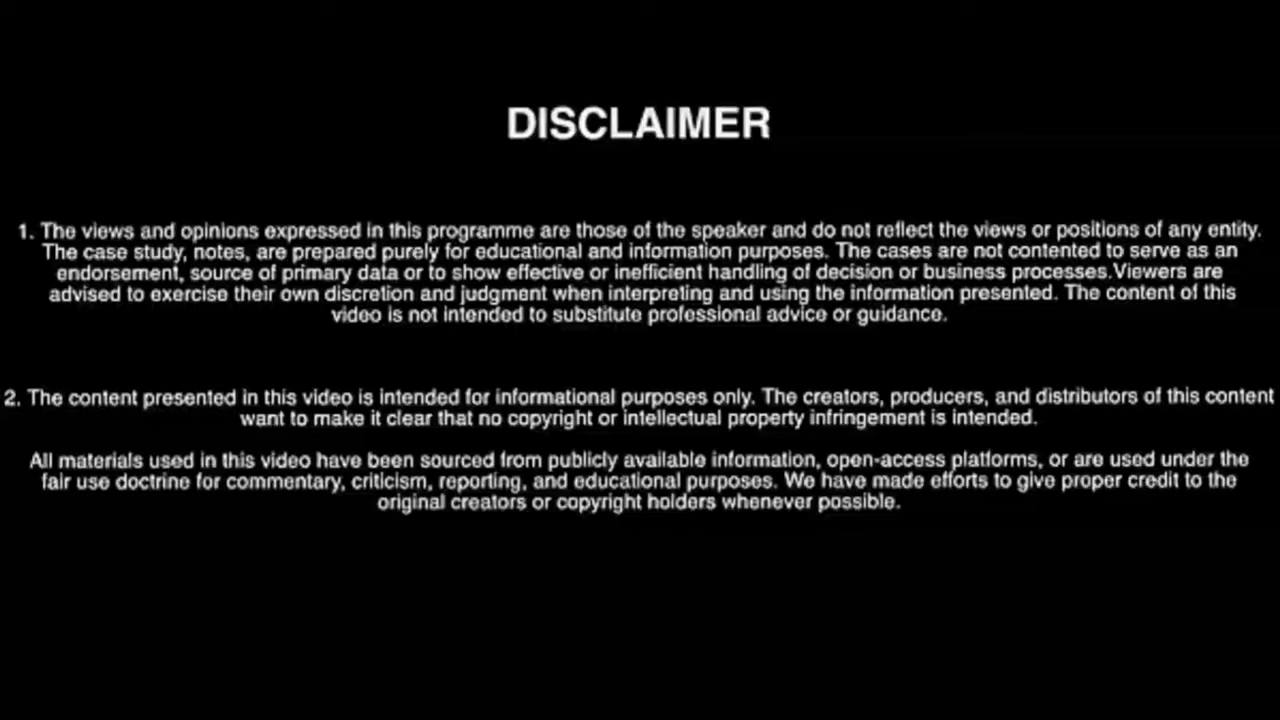 DISCLAIMER
1. The views and opinions expressed in this programme are those of the speaker and do not reflect the views or positions of any entity.
The case study, notes, are prepared purely for educational and information purposes. The cases are not contented to serve as an
endorsement, source of primary data or to show effective or inefficient handling of decision or business processes.Viewers are
advised to exercise their own discretion and judgment when interpreting and using the information presented. The content of this
video is not intended to substitute professional advice or guidance.
2. The content presented in this video is intended for informational purposes only. The creators, producers, and distributors of this content
want to make it clear that no copyright or intellectual property infringement is intended.
All materials used in this video have been sourced from publicly available information, open-access platforms, or are used under the
fair use doctrine for commentary, criticism, reporting, and educational purposes. We have made efforts to give proper credit to the
original creators or copyright holders whenever possible.